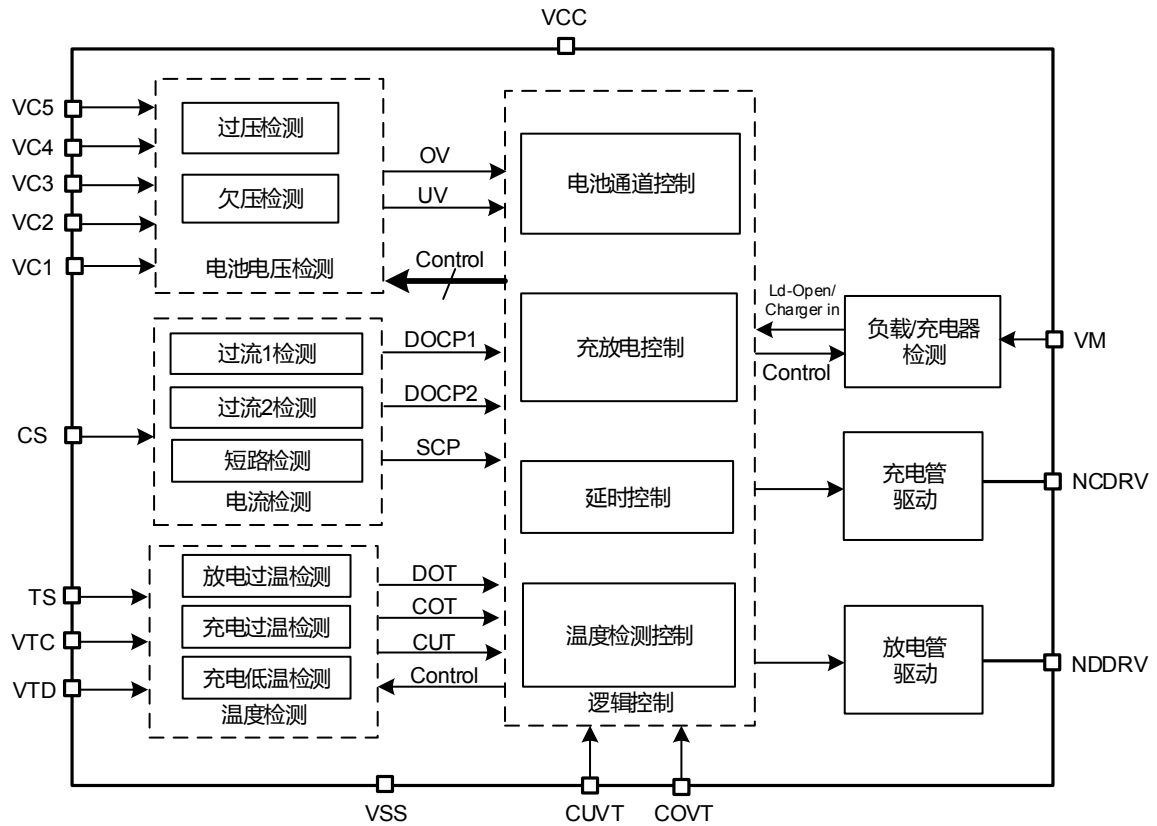 VCC
VC5
VC4
VC3
VC2
VC1
过压检测
欠压检测
电池电压检测
OV
UV
Control
电池通道控制
过流1检测
过流2检测
短路检测
电流检测
CS
DOCP1
DOCP2
SCP
充放电控制
延时控制
Ld-Open/
Charger in
Control
负载/充电器
检测
VM
充电管
驱动
NCDRV
TS
VTC
VTD
放电过温检测
充电过温检测
充电低温检测
温度检测
DOT
COT
CUT
Control
温度检测控制
逻辑控制
放电管
驱动
NDDRV
VSS
CUVT
COVT